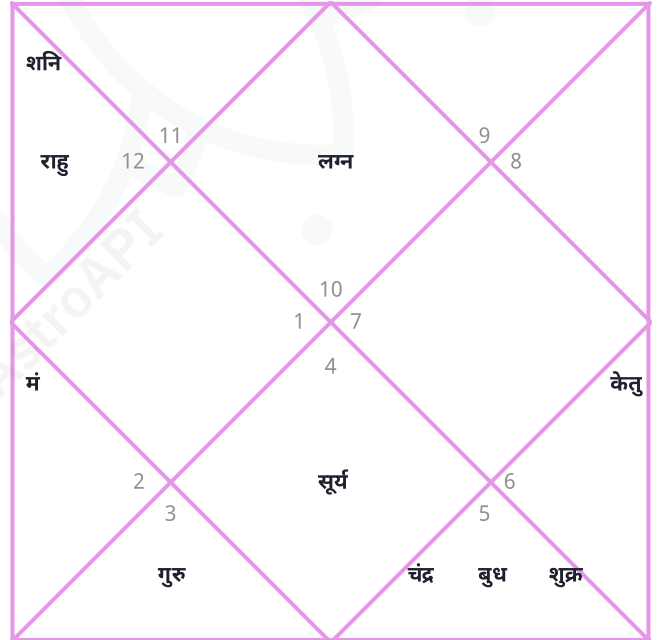 शनि
11
9
राहु 12 लग्न 8
10
1 7
AstroAPI
4
मं केतु
2 सूर्य 6
3 5
गुरु चंद्र बुध शुक्र